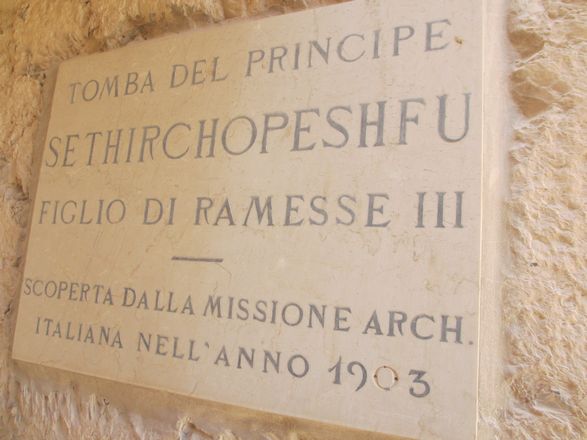 TOMBA DEL PRINCIPE
SETHIRCHOPESHFU
FIGLIO DI RAMESSE III
SCOPERTA DALLA MISSIONE ARCH.
ITALIANA NELL'ANNO 1903